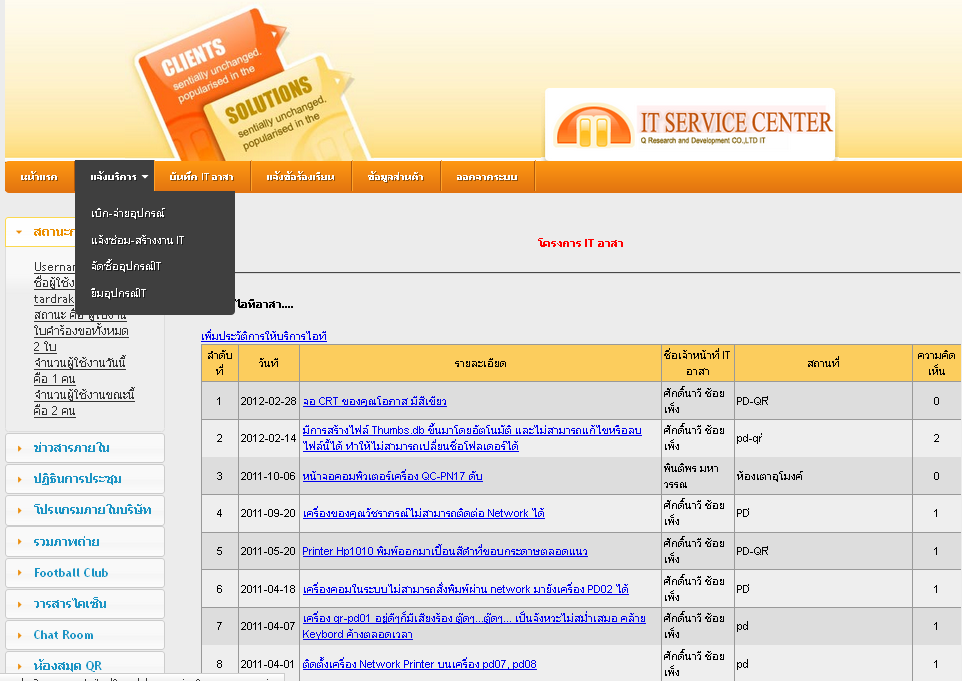 CLIENTS
sentially unchanged.
popularised in the
SOLUTIONS
sentially unchanged.
popularised in the
IT SERVICE CENTER
Q Research and Development CO.,LTD IT
หน้าแรก
แจ้งบริการ
บันทึก IT อาสา
แจ้งข้อร้องเรียน
ข้อมูลส่วนตัว
ออกจากระบบ
เบิก-จ่ายอุปกรณ์
แจ้งซ่อม-สร้างงาน IT
จัดซื้ออุปกรณ์IT
ยืมอุปกรณ์IT
โครงการ IT อาสา
ไอทีอาสา....
Usernar
ชื่อผู้ใช้ง
tardrak
สถานะ คือ ผู้ใช้งาน
ใบคำร้องขอทั้งหมด
2 ใบ
จำนวนผู้ใช้งานวันนี้
คือ 1 คน
จำนวนผู้ใช้งานขณะนี้
คือ 2 คน
ข่าวสารภายใน
ปฏิทินการประชุม
โปรแกรมภายในบริษัท
รวมภาพถ่าย
Football Club
วารสารไคเซ็น
Chat Room
ห้องสมุด QR
เพิ่มประวัติการให้บริการไอที
ลำดับที่ วันที่ รายละเอียด ชื่อเจ้าหน้าที่ IT อาสา สถานที่ ความคิดเห็น
1 2012-02-28 จอ CRT ของคุณโอภาส มีสีเขียว ศักดิ์นาวี ช้อยเพ็ง PD-QR 0
2 2012-02-14 มีการสร้างไฟล์ Thumbs.db ขึ้นมาโดยอัตโนมัติ และไม่สามารถแก้ไขหรือลบไฟล์นี้ได้ ทำให้ไม่สามารถเปลี่ยนชื่อโฟลเดอร์ได้ ศักดิ์นาวี ช้อยเพ็ง pd-qr 2
3 2011-10-06 หน้าจอคอมพิวเตอร์เครื่อง QC-PN17 ดับ พันธ์พร มหาวรรณ ห้องเตาอุโมงค์ 0
4 2011-09-20 เครื่องของคุณวัชราภรณ์ไม่สามารถติดต่อ Network ได้ ศักดิ์นาวี ช้อยเพ็ง PD 1
5 2011-05-20 Printer Hp1010 พิมพ์ออกมาเปื้อนสีดำที่ขอบกระดาษตลอดแนว ศักดิ์นาวี ช้อยเพ็ง PD-QR 1
6 2011-04-18 เครื่องคอมในระบบไม่สามารถสั่งพิมพ์ผ่าน network มายังเครื่อง PD02 ได้ ศักดิ์นาวี ช้อยเพ็ง PD 1
7 2011-04-07 เครื่อง qr-pd01 อยู่ดีๆก็มีเสียงร้อง ตู๊ดๆ...ตู๊ดๆ... เป็นจังหวะไม่สม่ำเสมอ คล้าย Keybord ค้างตลอดเวลา ศักดิ์นาวี ช้อยเพ็ง pd 1
8 2011-04-01 ติดตั้งเครื่อง Network Printer บนเครื่อง pd07, pd08 ศักดิ์นาวี ช้อยเพ็ง pd 1